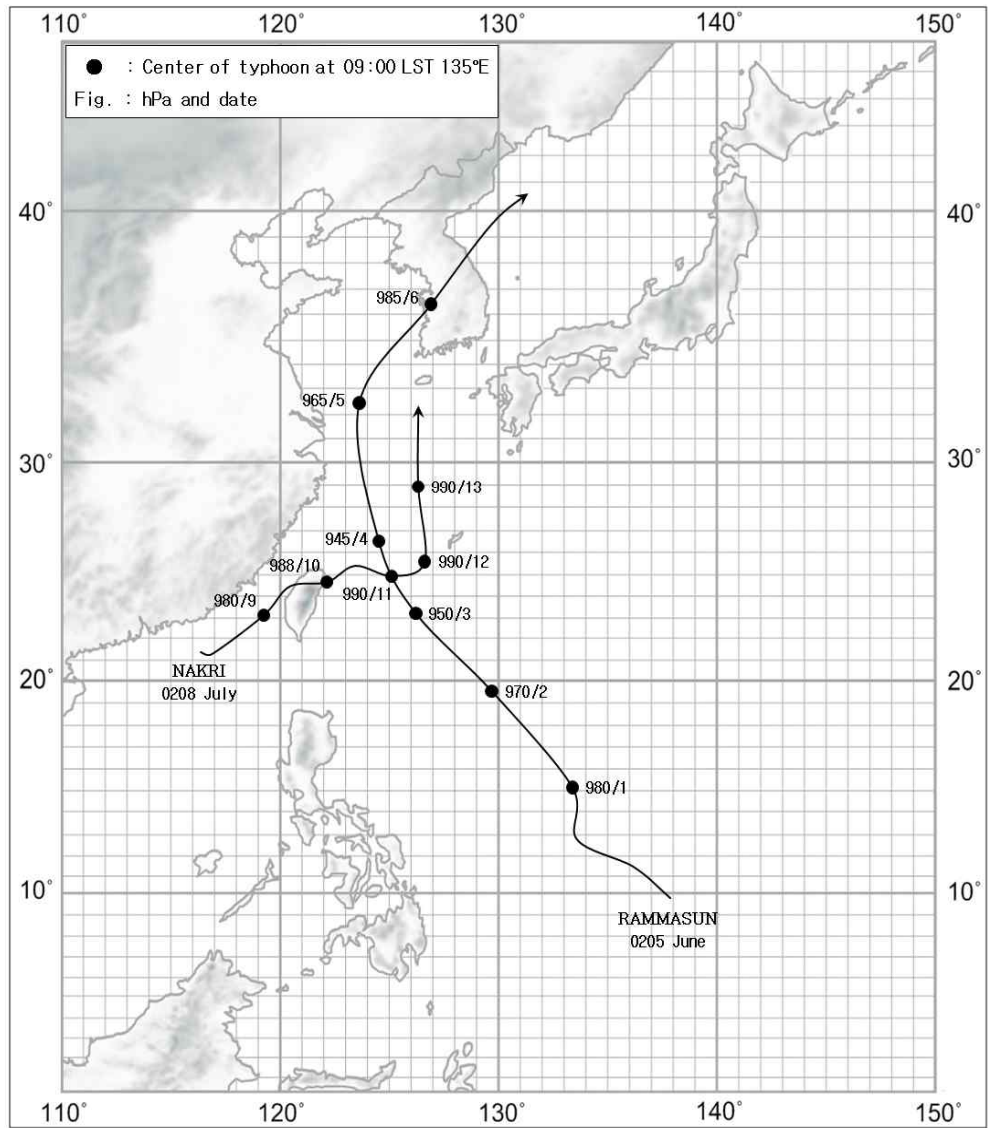 110° 120° 130° 140° 150°
● : Center of typhoon at 09:00 LST 135°E
Fig. : hPa and date
40° 40°
985/6
965/5
30° 30°
990/13
945/4
990/12
988/10
990/11
980/9
950/3
NAKRI
0208 July
20° 20°
970/2
980/1
10° 10°
RAMMASUN
0205 June
110° 120° 130° 140° 150°